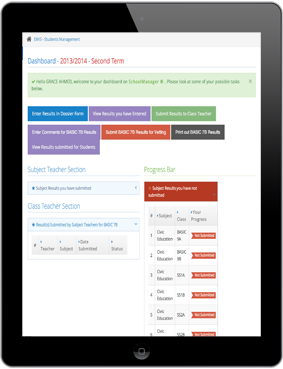 SMS - Students Management
Dashboard - 2013/2014 - Second Term
Hello GRACE AHMED, welcome to your dashboard on SchoolManager. Please look at some of your possible tasks
below.
Enter Results in Dossier Form
View Results you have Entered
Submit Results to Class Teacher
Enter Comments for BASIC 7B Results
Submit BASIC 7B Results for Vetting
Print out BASIC 7B Results
View Results submitted for Students
Subject Teacher Section
Subject Results you have submitted
Class Teacher Section
Result(s) Submitted by Subject Teachers for BASIC 7B
# Teacher Subject Date Submitted Status
Progress Bar
Subject Results you have not
submitted
# Subject Class Your Progress
1 Civic Education BASIC 9A Not Submitted
2 Civic Education BASIC 9B Not Submitted
3 Civic Education SS1A Not Submitted
4 Civic Education SS1B Not Submitted
5 Civic Education SS2A Not Submitted
6 Civic SS2B Not Submitted